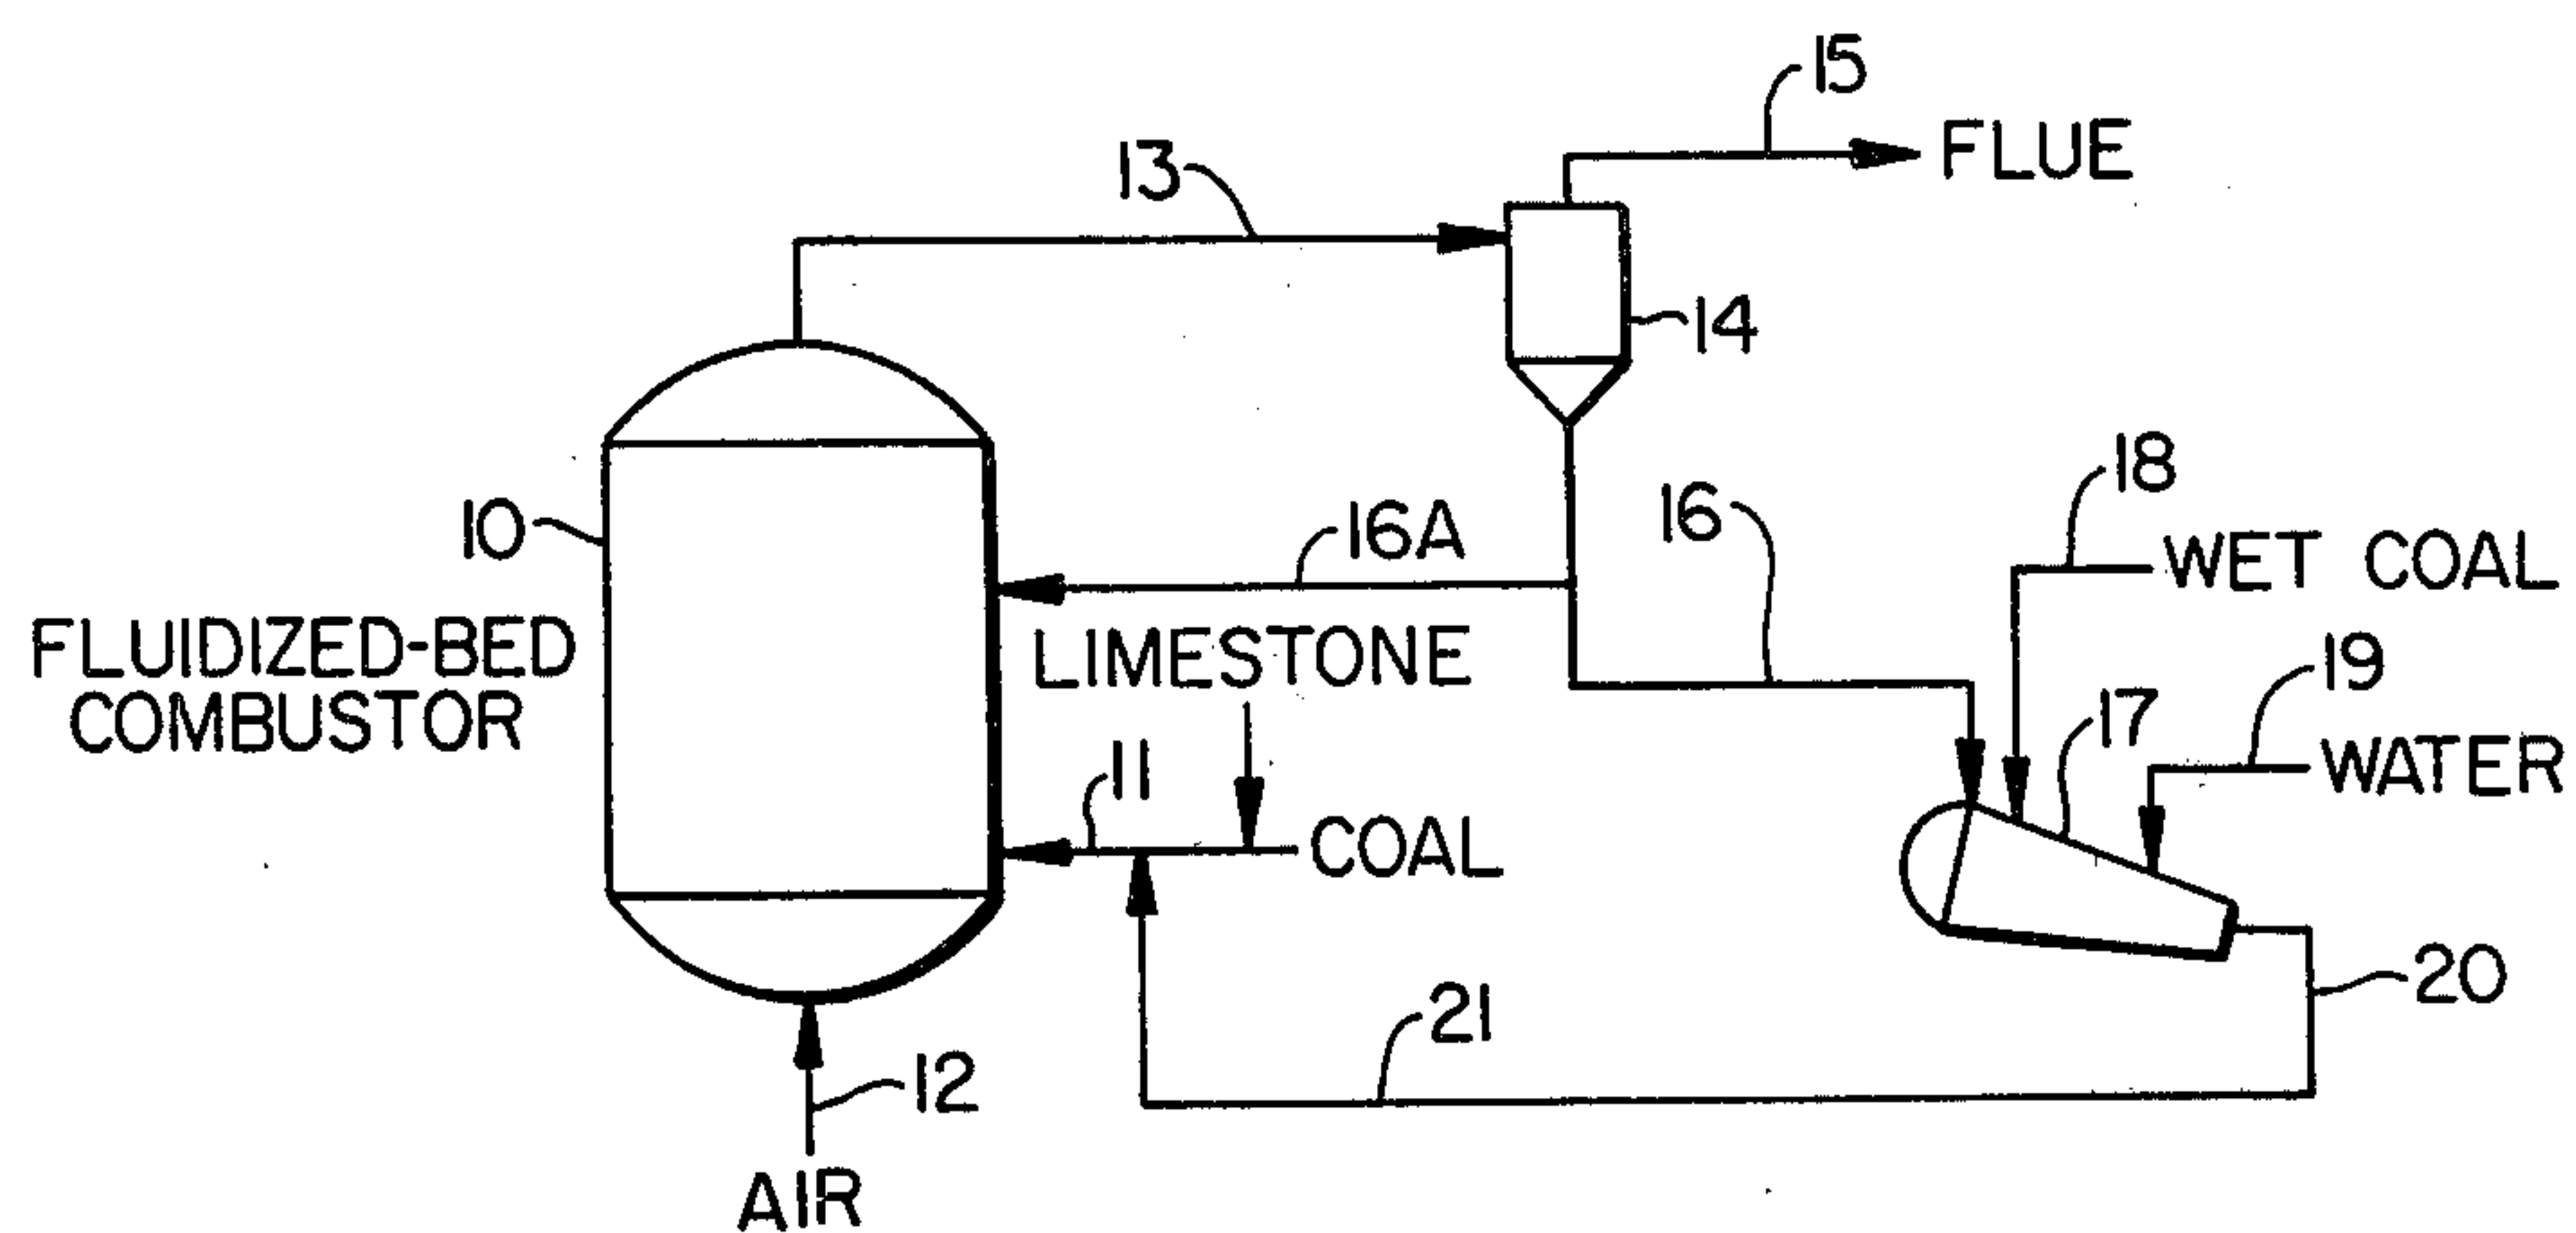 15
FLUE
13
14
18
16
16A
10
WET COAL
FLUIDIZED-BED
COMBUSTOR
LIMESTONE
19
17
WATER
11
COAL
20
21
12
AIR